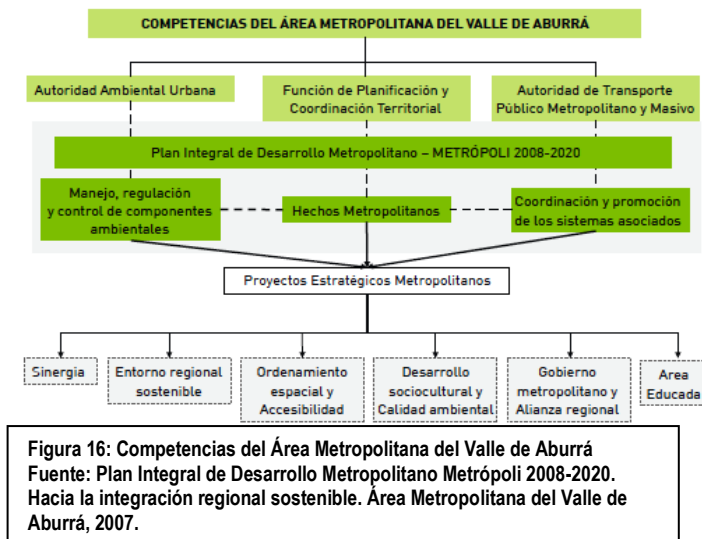 COMPETENCIAS DEL ÁREA METROPOLITANA DEL VALLE DE ABURRÁ
Autoridad Ambiental Urbana
Función de Planificación y
Coordinación Territorial
Autoridad de Transporte
Público Metropolitano y Masivo
Plan Integral de Desarrollo Metropolitano – METRÓPOLI 2008-2020
Manejo, regulación
y control de componentes
ambientales
Hechos Metropolitanos
Coordinación y promoción
de los sistemas asociados
Proyectos Estratégicos Metropolitanos
Sinergia
Entorno regional
sostenible
Ordenamiento
espacial y
Accesibilidad
Desarrollo
sociocultural y
Calidad ambiental
Gobierno
metropolitano y
Alianza regional
Area
Educada
Figura 16: Competencias del Área Metropolitana del Valle de Aburrá
Fuente: Plan Integral de Desarrollo Metropolitano Metrópoli 2008-2020.
Hacia la integración regional sostenible. Área Metropolitana del Valle de
Aburrá, 2007.